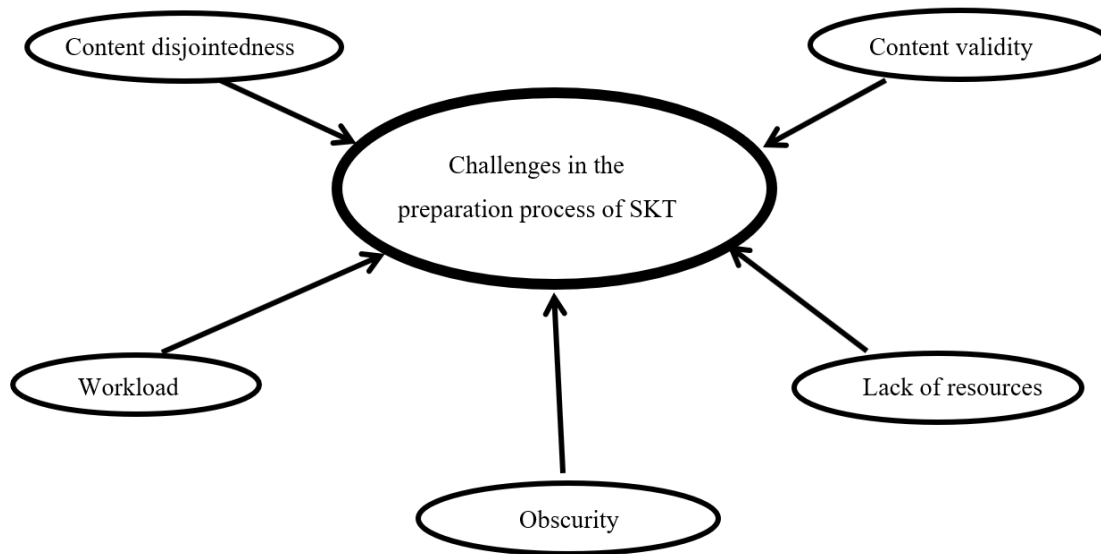 Content disjointedness
Content validity
Challenges in the
preparation process of SKT
Workload
Lack of resources
Obscurity